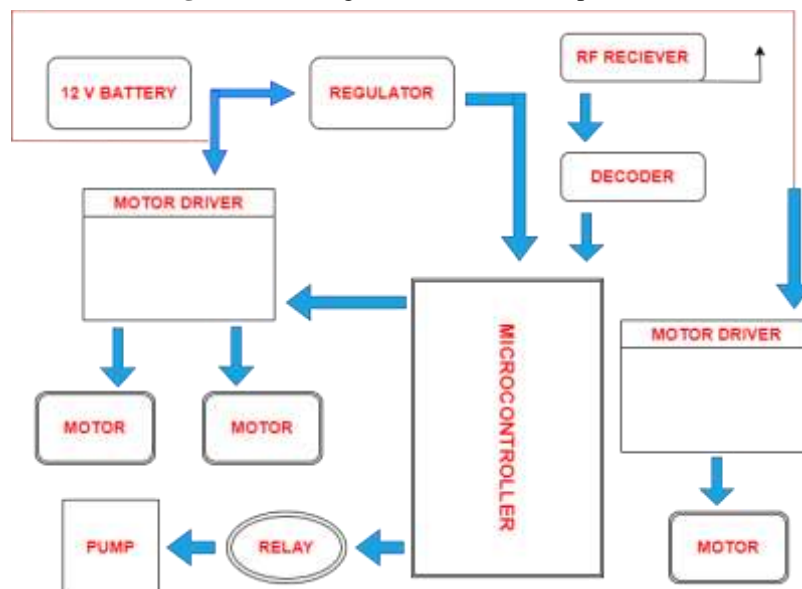 12 V BATTERY
REGULATOR
RF RECIEVER
DECODER
MOTOR DRIVER
MICROCONTROLLER
MOTOR DRIVER
MOTOR
MOTOR
PUMP
RELAY
MOTOR